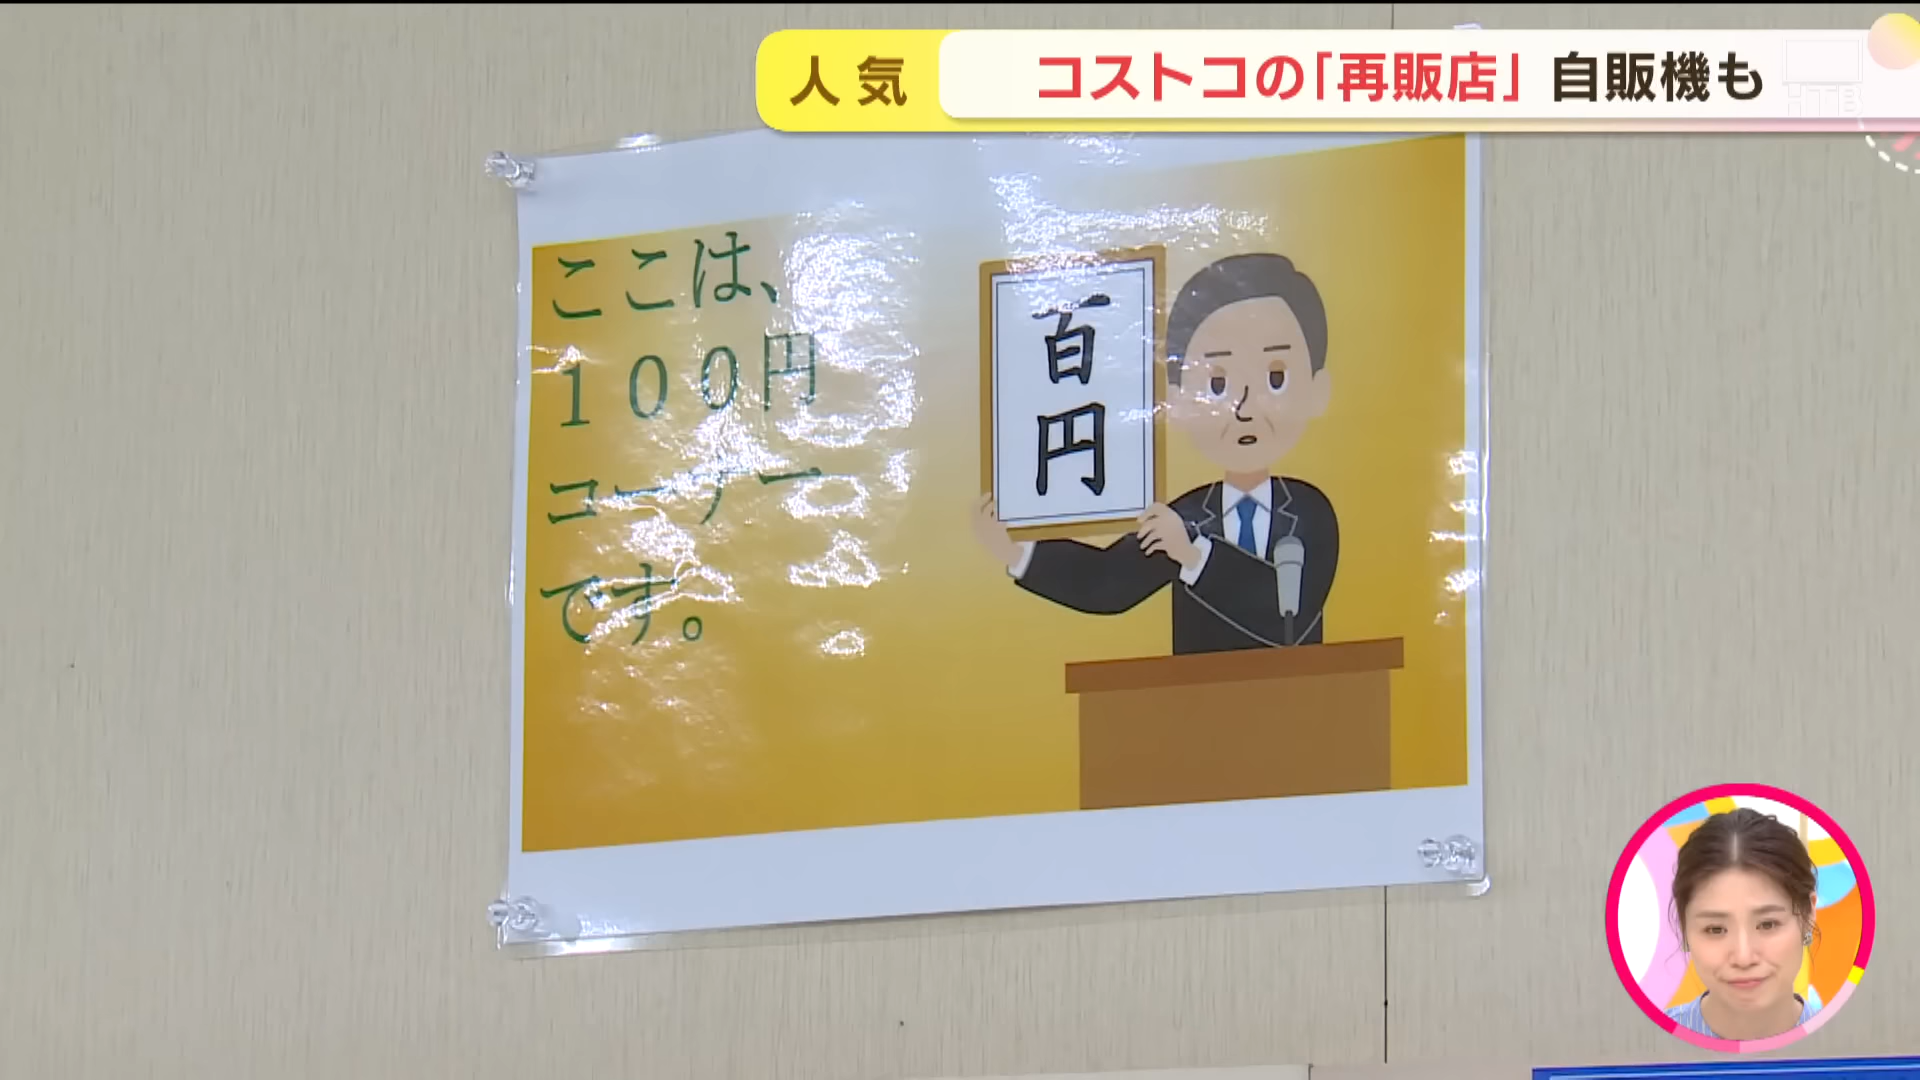 人気
コストコの「再販店」 自販機も
HTB
ここは、
１００円
コーナー
です。
百円